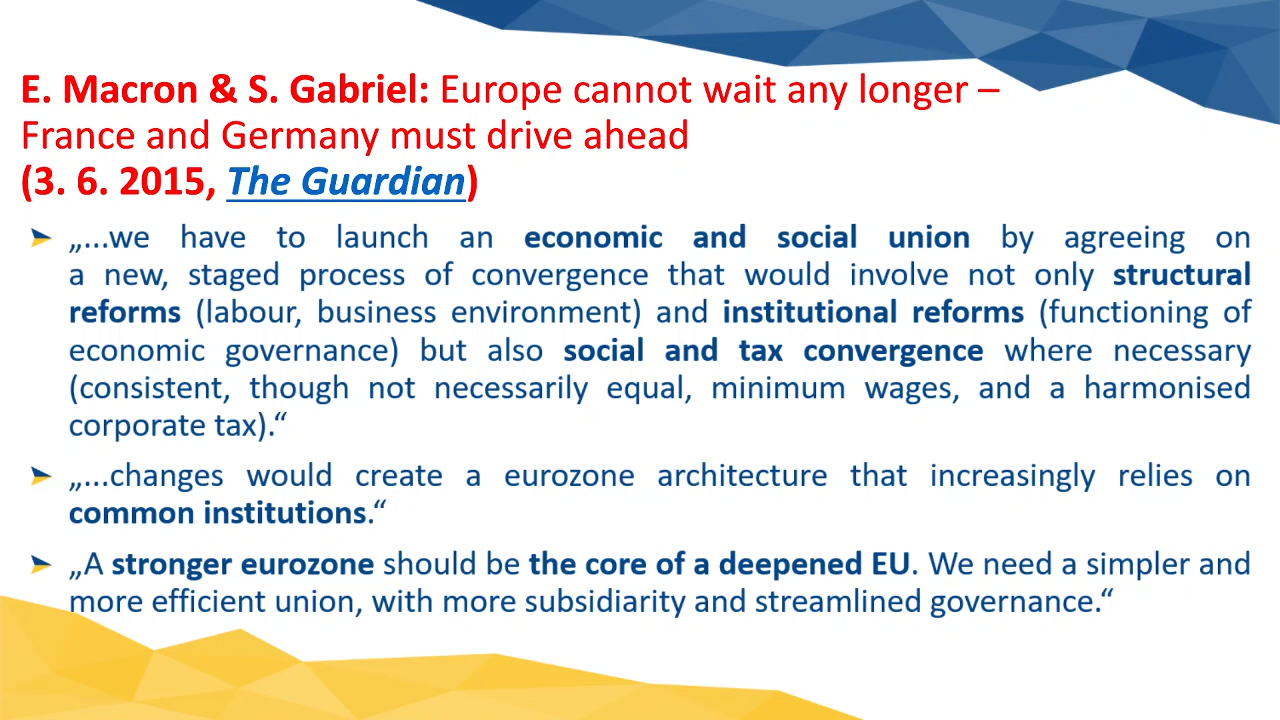 E. Macron & S. Gabriel: Europe cannot wait any longer –
France and Germany must drive ahead
(3. 6. 2015, The Guardian)
„...we have to launch an economic and social union by agreeing on
a new, staged process of convergence that would involve not only structural
reforms (labour, business environment) and institutional reforms (functioning of
economic governance) but also social and tax convergence where necessary
(consistent, though not necessarily equal, minimum wages, and a harmonised
corporate tax).“
„...changes would create a eurozone architecture that increasingly relies on
common institutions.“
„A stronger eurozone should be the core of a deepened EU. We need a simpler and
more efficient union, with more subsidiarity and streamlined governance.“